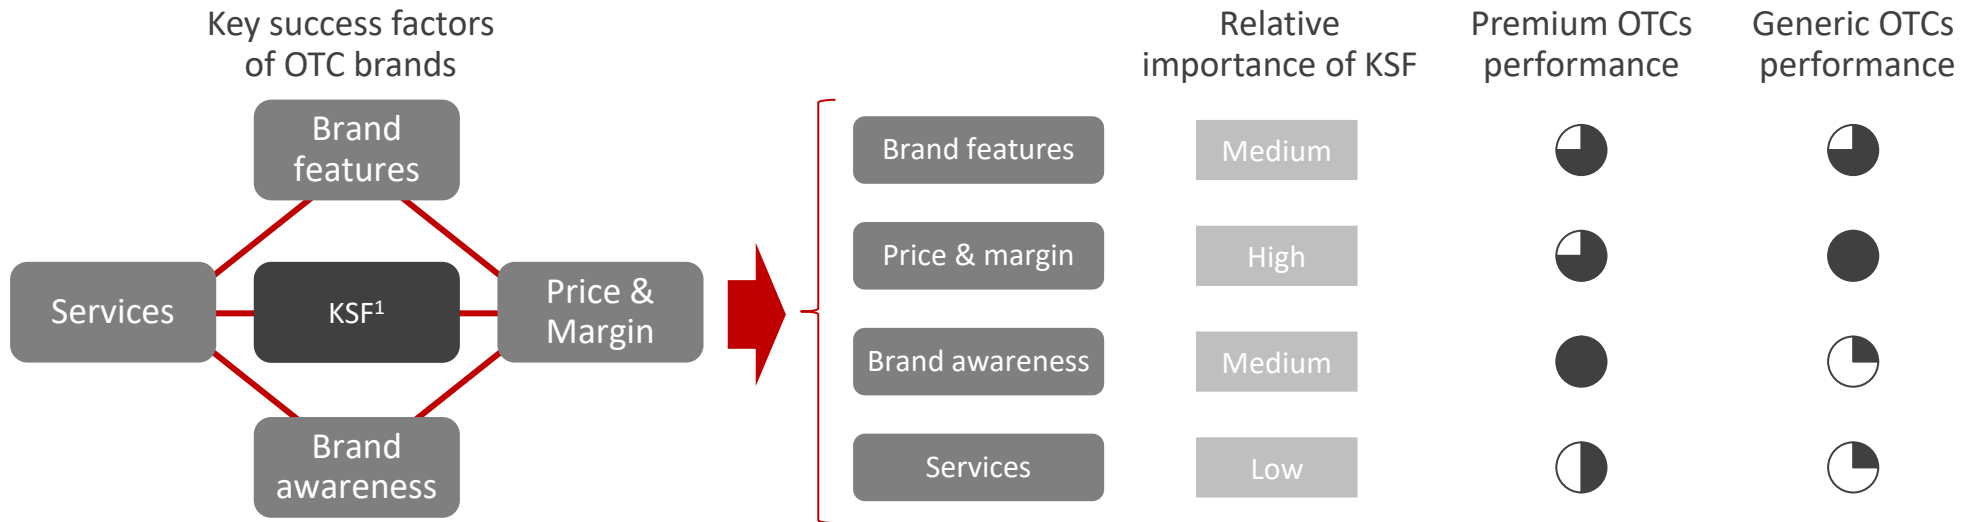 Key success factors
of OTC brands
Brand
features
Services
KSF¹
Price &
Margin
Brand
awareness
Relative
importance of KSF
Premium OTCs
performance
Generic OTCs
performance
Brand features
Medium
Price & margin
High
Brand awareness
Medium
Services
Low